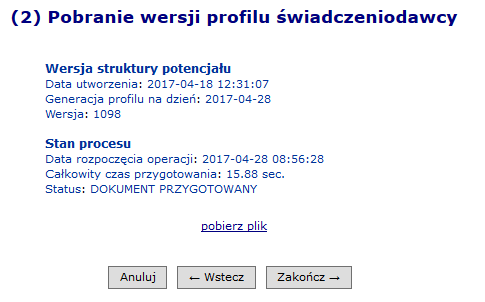 (2) Pobranie wersji profilu świadczeniodawcy
Wersja struktury potencjału
Data utworzenia: 2017-04-18 12:31:07
Generacja profilu na dzień: 2017-04-28
Wersja: 1098
Stan procesu
Data rozpoczęcia operacji: 2017-04-28 08:56:28
Całkowity czas przygotowania: 15.88 sec.
Status: DOKUMENT PRZYGOTOWANY
pobierz plik
Anuluj ← Wstecz Zakończ →